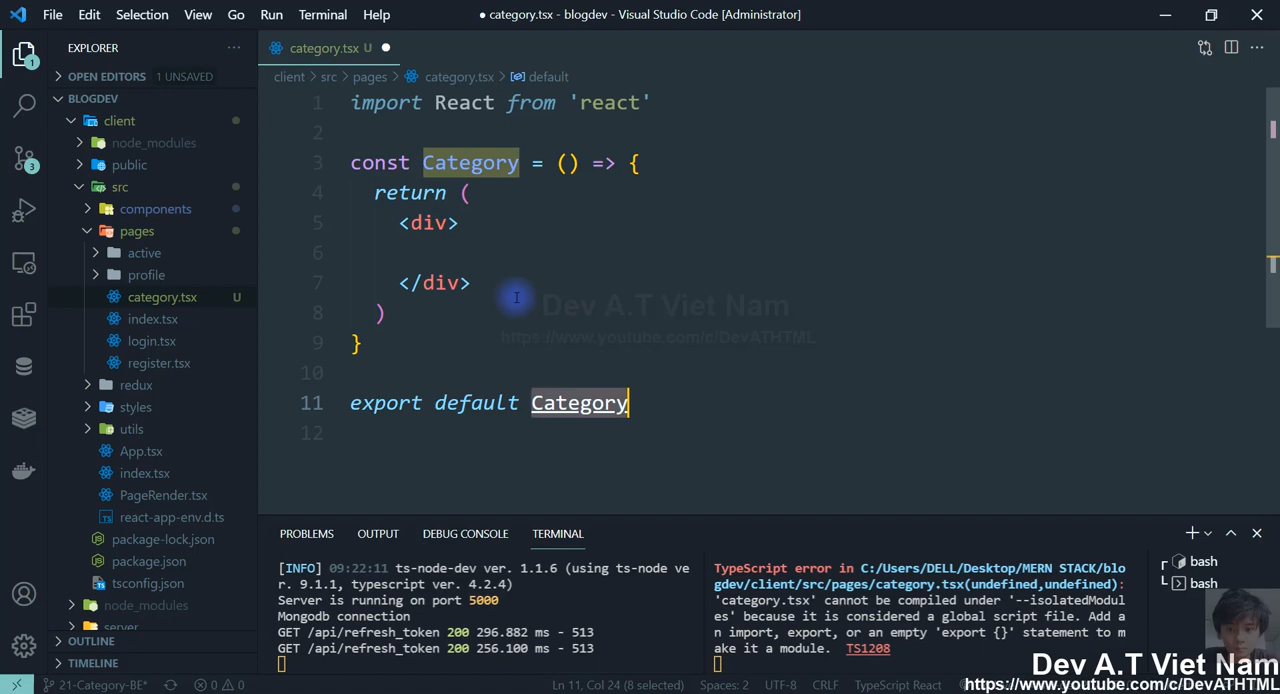 File Edit Selection View Go Run Terminal Help
● category.tsx - blogdev - Visual Studio Code [Administrator]
EXPLORER
OPEN EDITORS 1 UNSAVED
BLOGDEV
client
node_modules
public
src
components
pages
active
profile
category.tsx U
index.tsx
login.tsx
register.tsx
redux
styles
utils
App.tsx
index.tsx
PageRender.tsx
react-app-env.d.ts
package-lock.json
package.json
tsconfig.json
node_modules
server
OUTLINE
TIMELINE
category.tsx U ●
client > src > pages > category.tsx > default
1 import React from 'react'
2
3 const Category = () => {
4 return (
5 <div>
6
7 </div>
8 )
9 }
10
11 export default Category
12
Dev A.T Viet Nam
https://www.youtube.com/c/DevATHTML
PROBLEMS OUTPUT DEBUG CONSOLE TERMINAL
[INFO] 09:22:11 ts-node-dev ver. 1.1.6 (using ts-node ve
r. 9.1.1, typescript ver. 4.2.4)
Server is running on port 5000
Mongodb connection
GET /api/refresh_token 200 296.882 ms - 513
GET /api/refresh_token 200 256.100 ms - 513
TypeScript error in C:/Users/DELL/Desktop/MERN STACK/blo
gdev/client/src/pages/category.tsx(undefined,undefined):
'category.tsx' cannot be compiled under '--isolatedModul
es' because it is considered a global script file. Add a
n import, export, or an empty 'export {}' statement to m
ake it a module. TS1208
bash
bash
1
3
21-Category-BE* 0 0
Ln 11, Col 24 (8 selected) Spaces: 2 UTF-8 CRLF TypeScript React
Dev A.T Viet Nam
https://www.youtube.com/c/DevATHTML